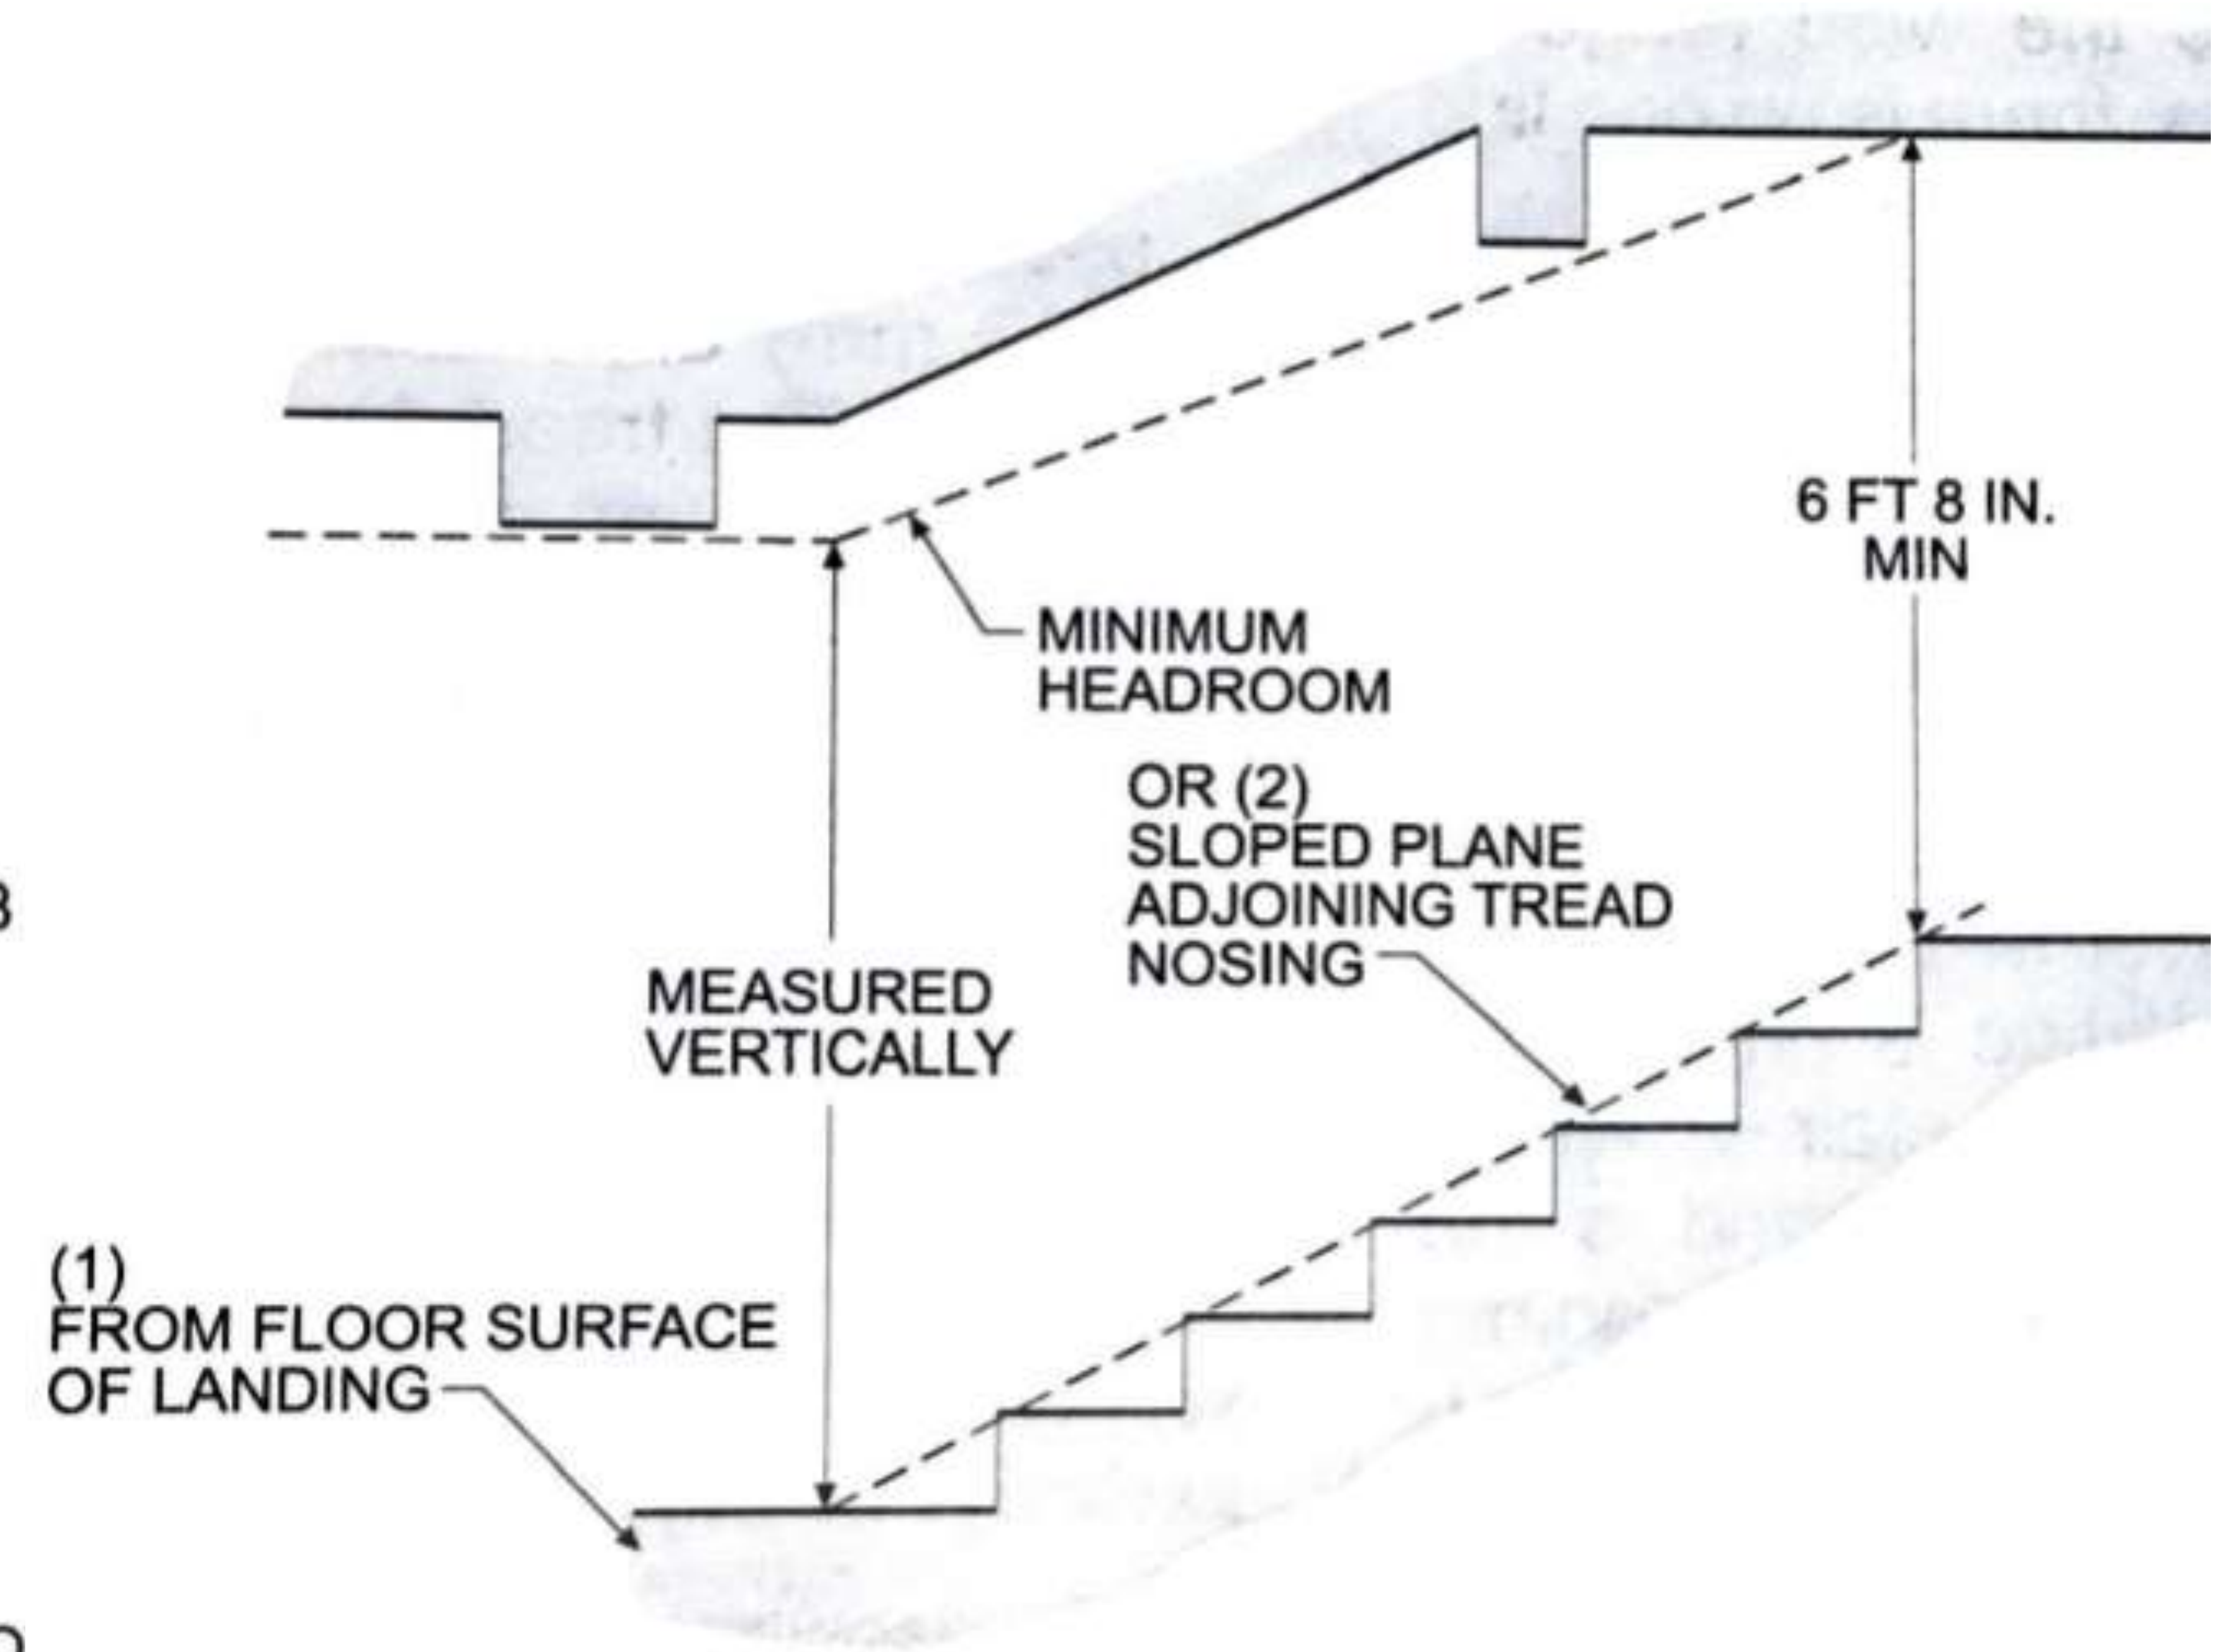 6 FT 8 IN.
MIN
MINIMUM
HEADROOM
OR (2)
SLOPED PLANE
ADJOINING TREAD
NOSING
MEASURED
VERTICALLY
(1)
FROM FLOOR SURFACE
OF LANDING